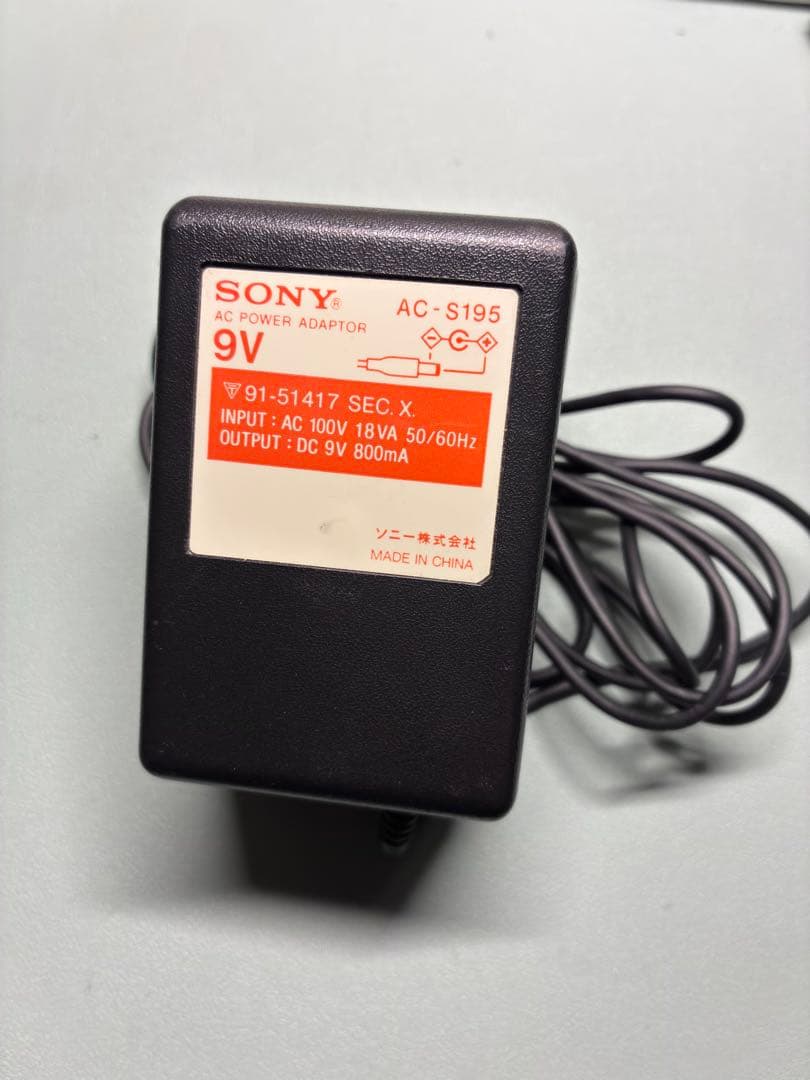 SONY®
AC-S195
AC POWER ADAPTOR
9V
91-51417 SEC. X.
INPUT : AC 100V 18VA 50/60Hz
OUTPUT : DC 9V 800mA
ソニー株式会社
MADE IN CHINA